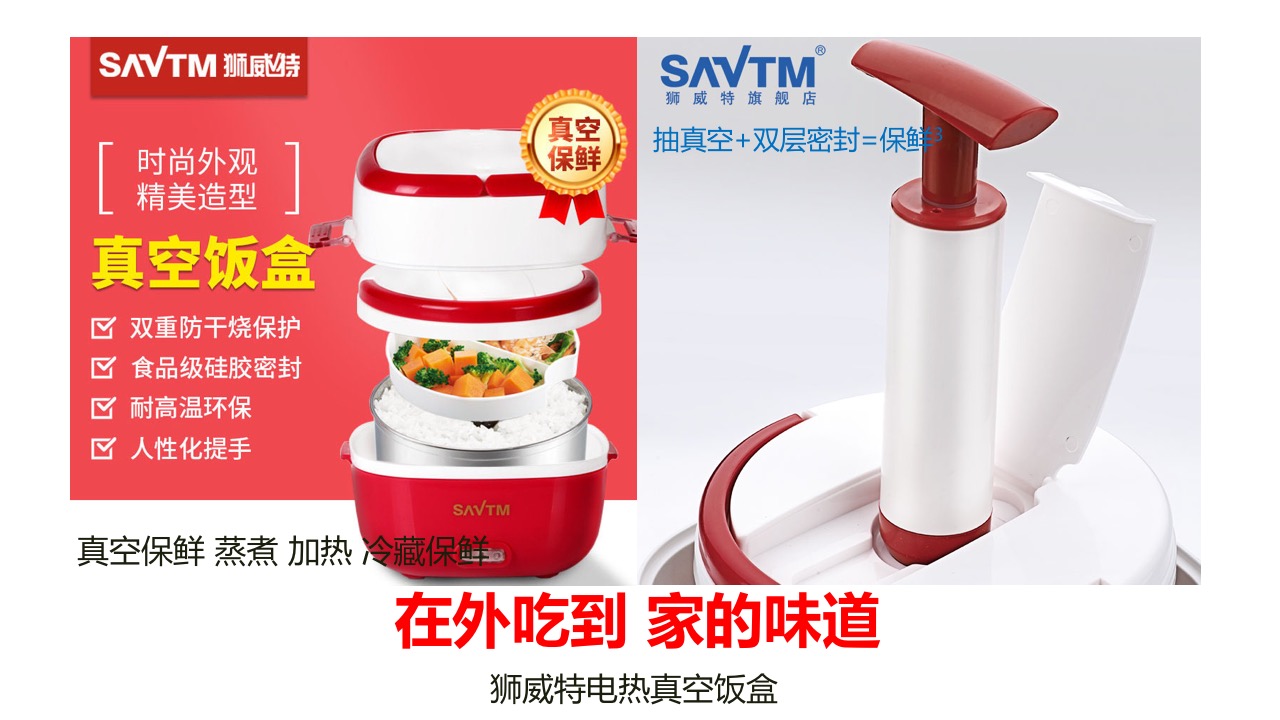 SAVTM 狮威特
真空
保鲜
时尚外观
精美造型
真空饭盒
双重防干烧保护
食品级硅胶密封
耐高温环保
人性化提手
SAVTM
真空保鲜 蒸煮 加热 冷藏保鲜
SAVTM®
狮威特旗舰店
抽真空+双层密封=保鲜³
在外吃到 家的味道
狮威特电热真空饭盒